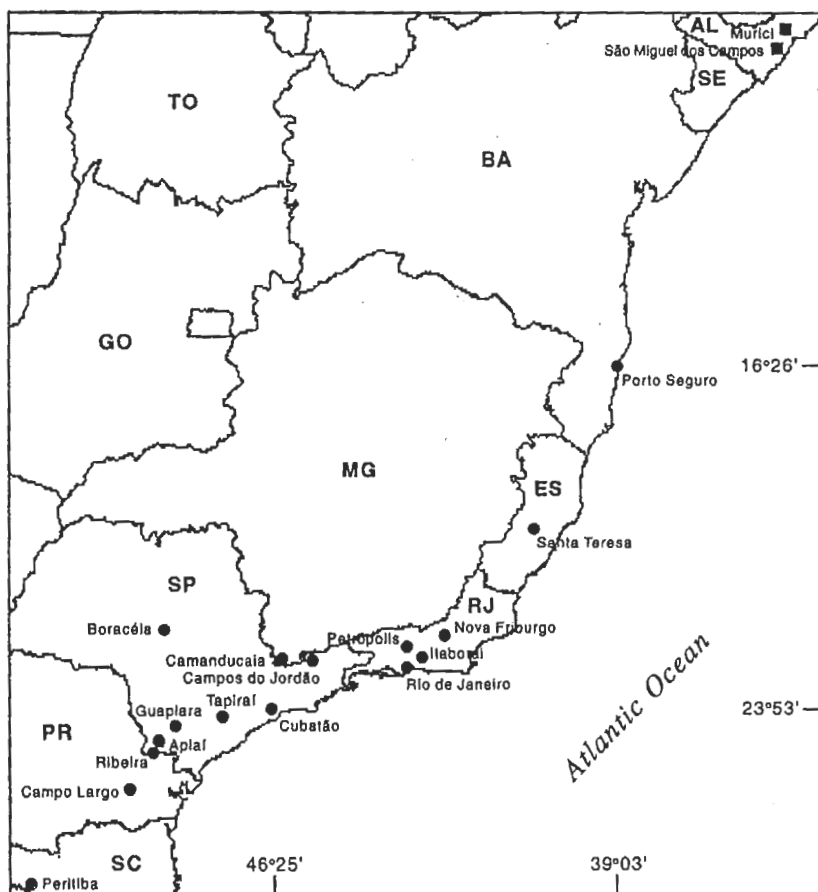 AL
Murici
São Miguel dos Campos
SE
TO
BA
GO
16°26'
Porto Seguro
MG
ES
Santa Teresa
SP
RJ
Boracéia
Nova Friburgo
Petrópolis
Itaboraí
Camanducaia
Campos do Jordão
Rio de Janeiro
Tapiraí
Guapiara
Cubatão
23°53'
PR
Apiaí
Ribeira
Campo Largo
Atlantic Ocean
SC
46°25'
39°03'
Peritiba